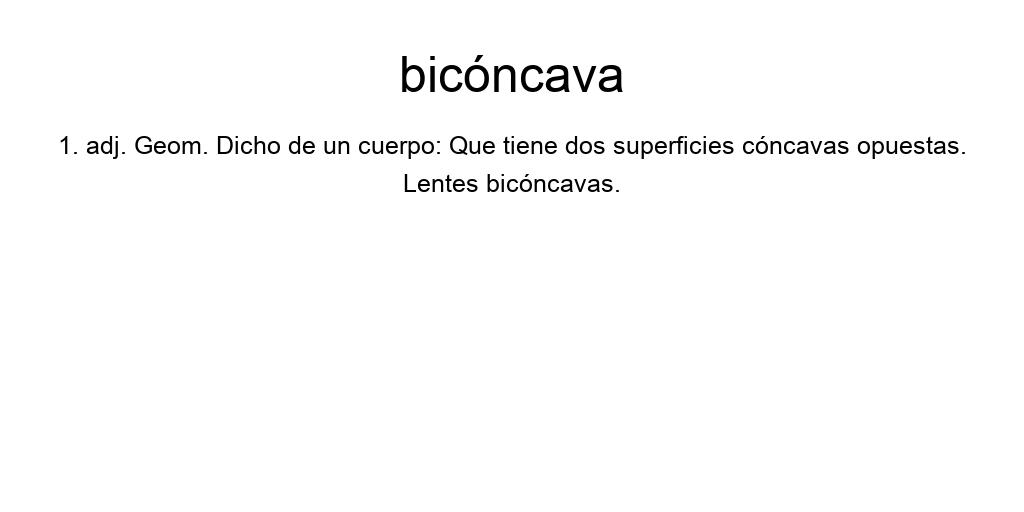 bicóncava
1. adj. Geom. Dicho de un cuerpo: Que tiene dos superficies cóncavas opuestas.
Lentes bicóncavas.